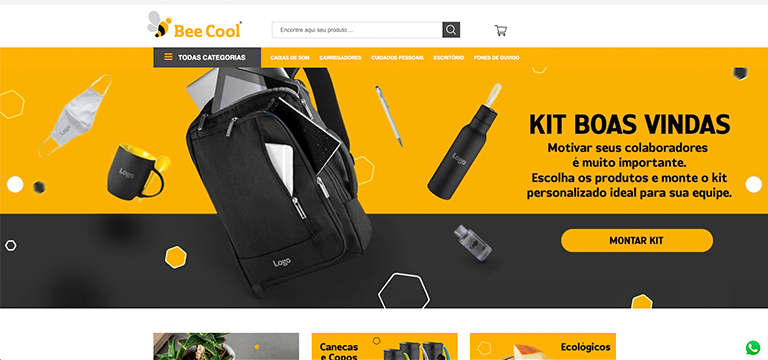 Bee Cool
Encontre aqui seu produto ...
TODAS CATEGORIAS
CAIXAS DE SOM
CARREGADORES
CUIDADOS PESSOAIS
ESCRITÓRIO
FONES DE OUVIDO
Logo
Logo
Logo
Logo
KIT BOAS VINDAS
Motivar seus colaboradores
é muito importante.
Escolha os produtos e monte o kit
personalizado ideal para sua equipe.
MONTAR KIT
Canecas
e Copos
Ecológicos